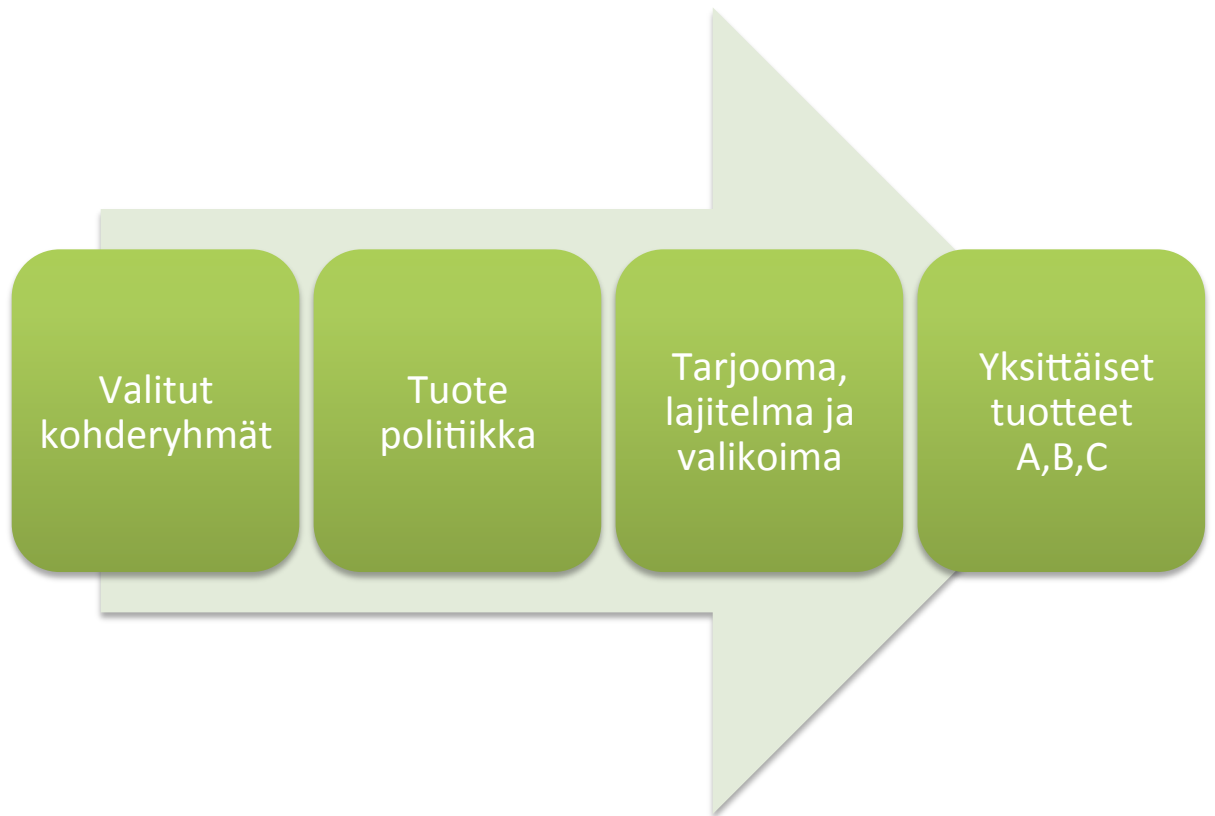 Valitut
kohderyhmät
Tuote
politiikka
Tarjooma,
lajitelma ja
valikoima
Yksittäiset
tuotteet
A,B,C